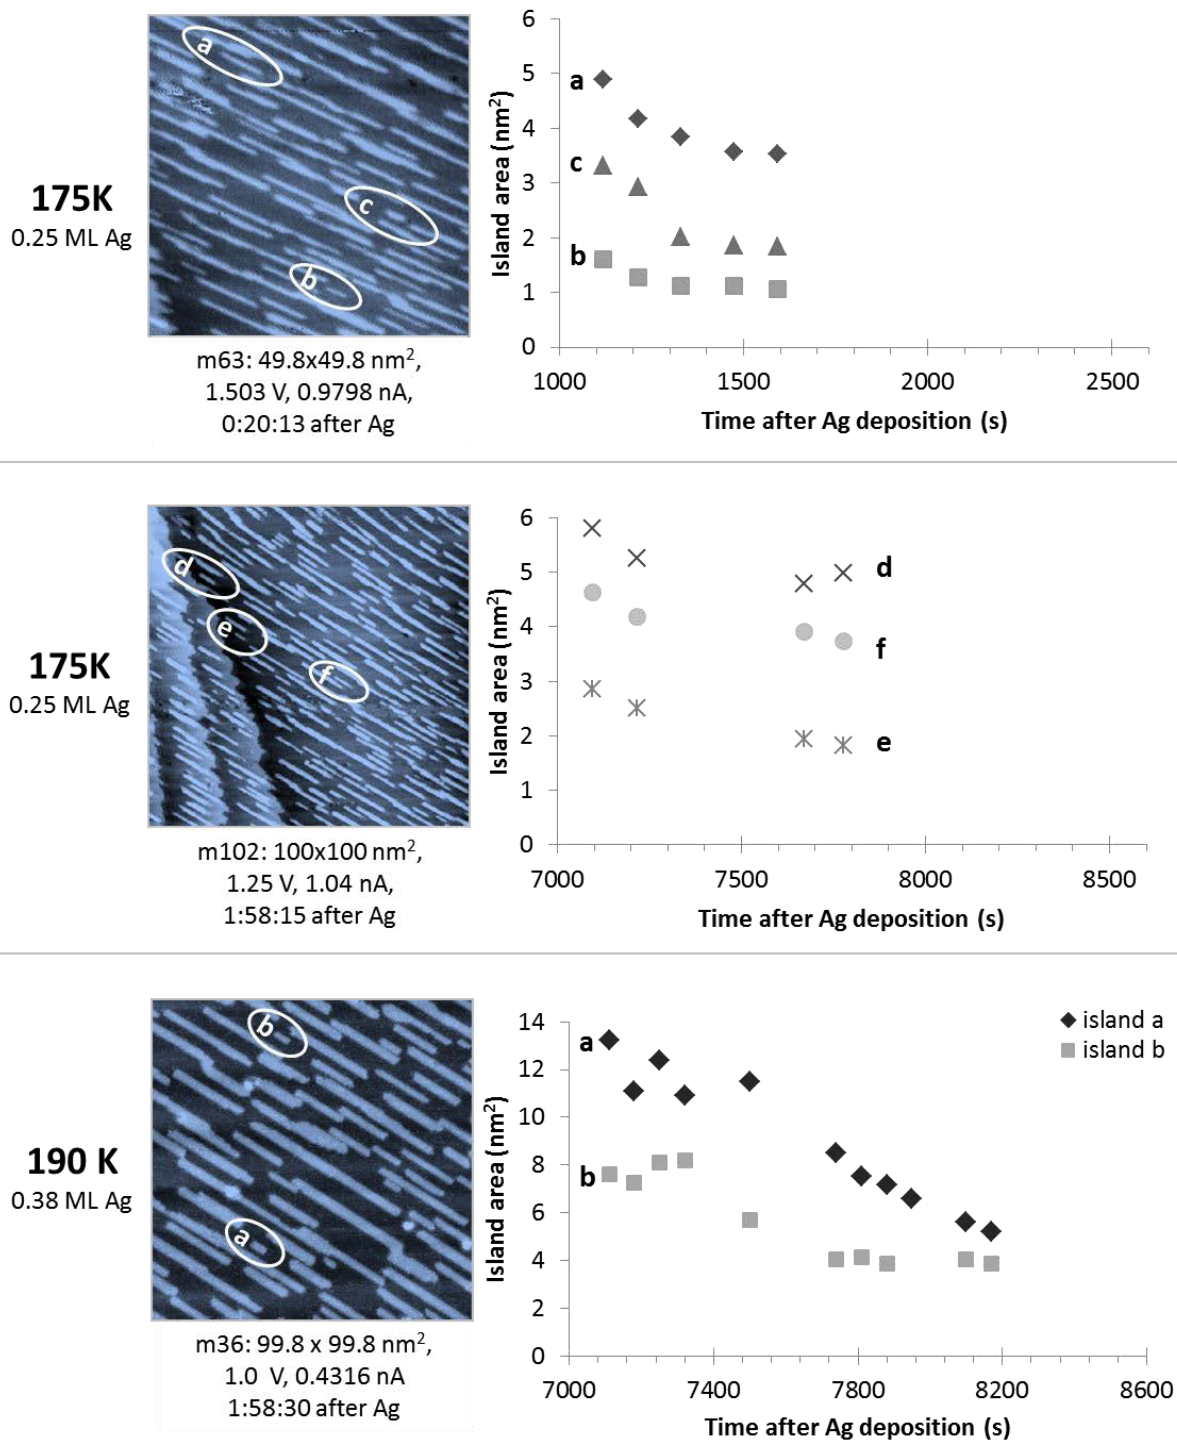 175K
0.25 ML Ag
a
c
b
m63: 49.8x49.8 nm²,
1.503 V, 0.9798 nA,
0:20:13 after Ag
Island area (nm²)
6
5
4
3
2
1
0
a
c
b
1000 1500 2000 2500
Time after Ag deposition (s)
175K
0.25 ML Ag
d
e
f
m102: 100x100 nm²,
1.25 V, 1.04 nA,
1:58:15 after Ag
Island area (nm²)
6
5
4
3
2
1
0
d
f
e
7000 7500 8000 8500
Time after Ag deposition (s)
190 K
0.38 ML Ag
b
a
m36: 99.8 x 99.8 nm²,
1.0 V, 0.4316 nA
1:58:30 after Ag
Island area (nm²)
14
12
10
8
6
4
2
0
a
b
island a
island b
7000 7400 7800 8200 8600
Time after Ag deposition (s)